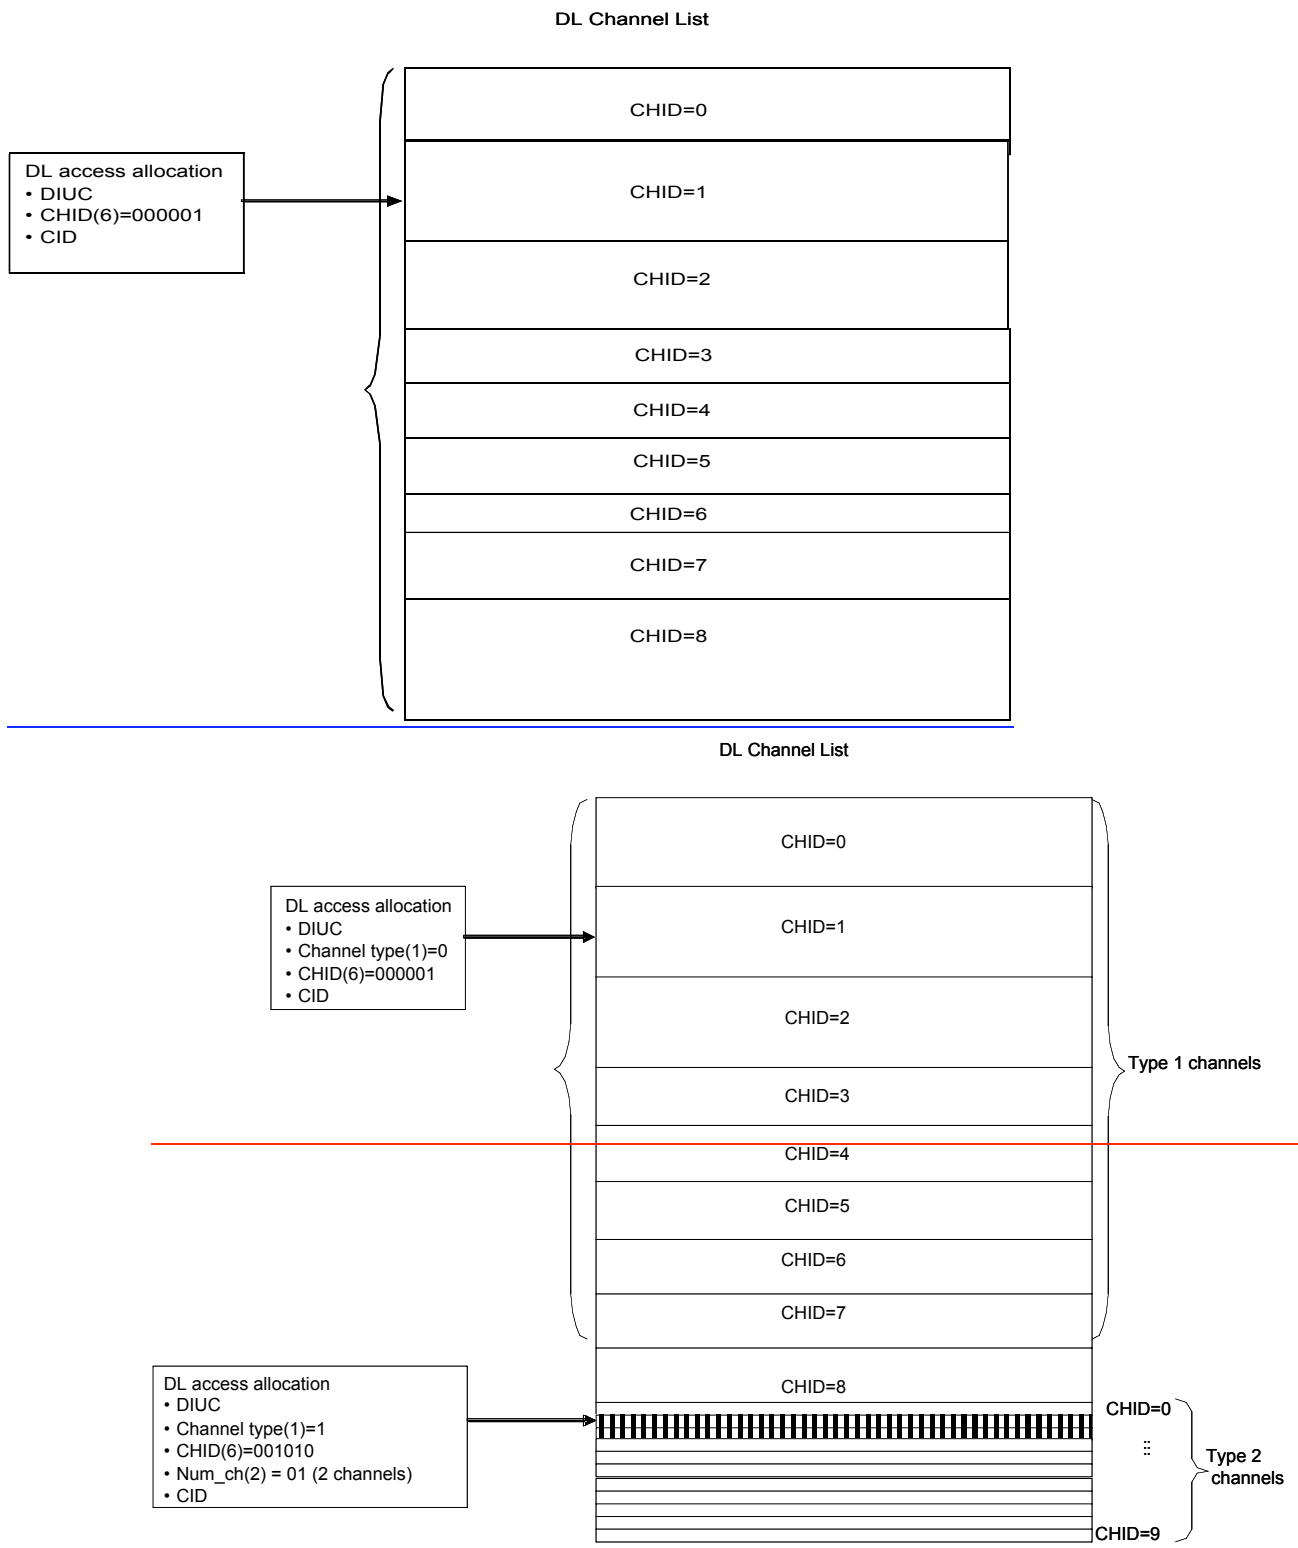 DL Channel List
CHID=0
DL access allocation
• DIUC
• CHID(6)=000001
• CID
CHID=1
CHID=2
CHID=3
CHID=4
CHID=5
CHID=6
CHID=7
CHID=8
DL Channel List
CHID=0
DL access allocation
• DIUC
• Channel type(1)=0
• CHID(6)=000001
• CID
CHID=1
CHID=2
Type 1 channels
CHID=3
CHID=4
CHID=5
CHID=6
CHID=7
DL access allocation
• DIUC
• Channel type(1)=1
• CHID(6)=001010
• Num_ch(2) = 01 (2 channels)
• CID
CHID=8
CHID=0
Type 2
channels
CHID=9